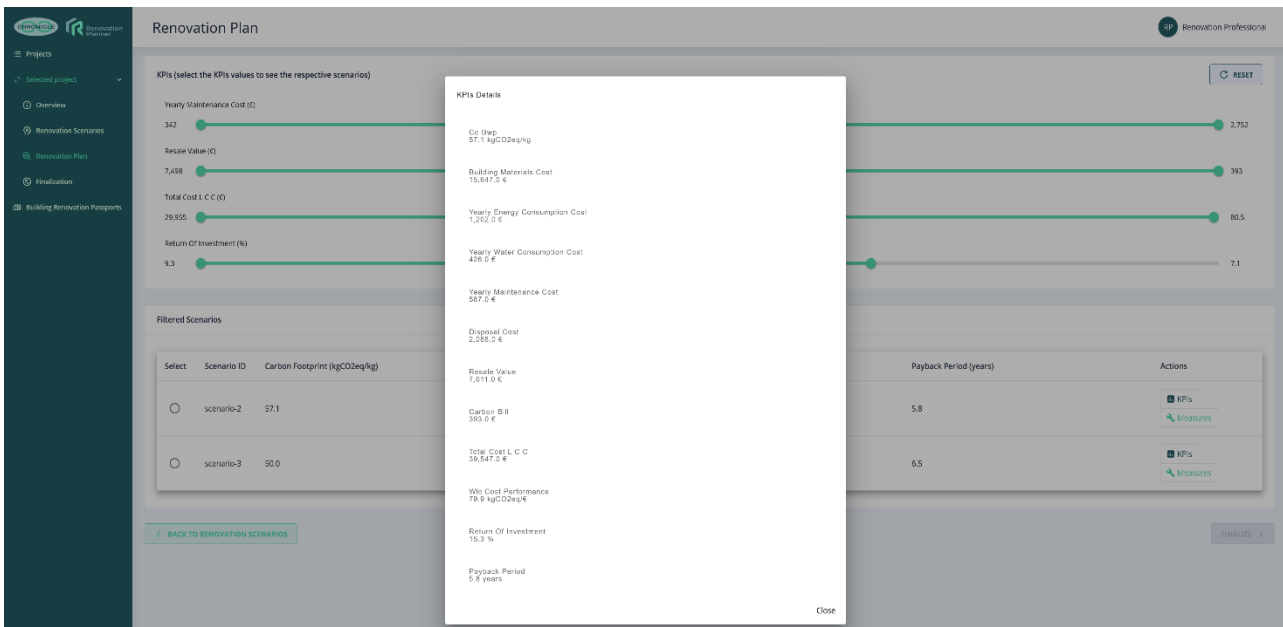 CHRONICLE
Renovation
Planner
Renovation Plan
RP Renovation Professional
Projects
Selected project
Overview
Renovation Scenarios
Renovation Plan
Finalization
Building Renovation Passports
KPIs (select the KPIs values to see the respective scenarios)
RESET
Yearly Maintenance Cost (€)
342 2,752
Resale Value (€)
7,498 393
Total Cost L C C (€)
29,955 80.5
Return Of Investment (%)
9.3 7.1
Filtered Scenarios
Select Scenario ID Carbon Footprint (kgCO2eq/kg) Payback Period (years) Actions
scenario-2 57.1 5.8 KPIs
Measures
scenario-3 50.0 6.5 KPIs
Measures
BACK TO RENOVATION SCENARIOS
FINALIZE
KPIs Details
Co Gwp
57.1 kgCO2eq/kg
Building Materials Cost
15,647.0 €
Yearly Energy Consumption Cost
1,202.0 €
Yearly Water Consumption Cost
426.0 €
Yearly Maintenance Cost
587.0 €
Disposal Cost
2,088.0 €
Resale Value
7,611.0 €
Carbon Bill
393.0 €
Total Cost L C C
39,547.0 €
Wlc Cost Performance
79.9 kgCO2eq/€
Return Of Investment
15.3 %
Payback Period
5.8 years
Close